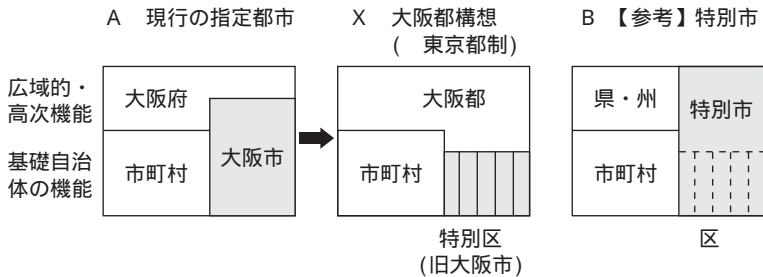 A 現行の指定都市
X 大阪都構想
( 東京都制)
B 【参考】特別市
広域的・
高次機能
基礎自治
体の機能
大阪府
市町村
大阪市
大阪都
市町村
特別区
(旧大阪市)
県・州
特別市
市町村
区